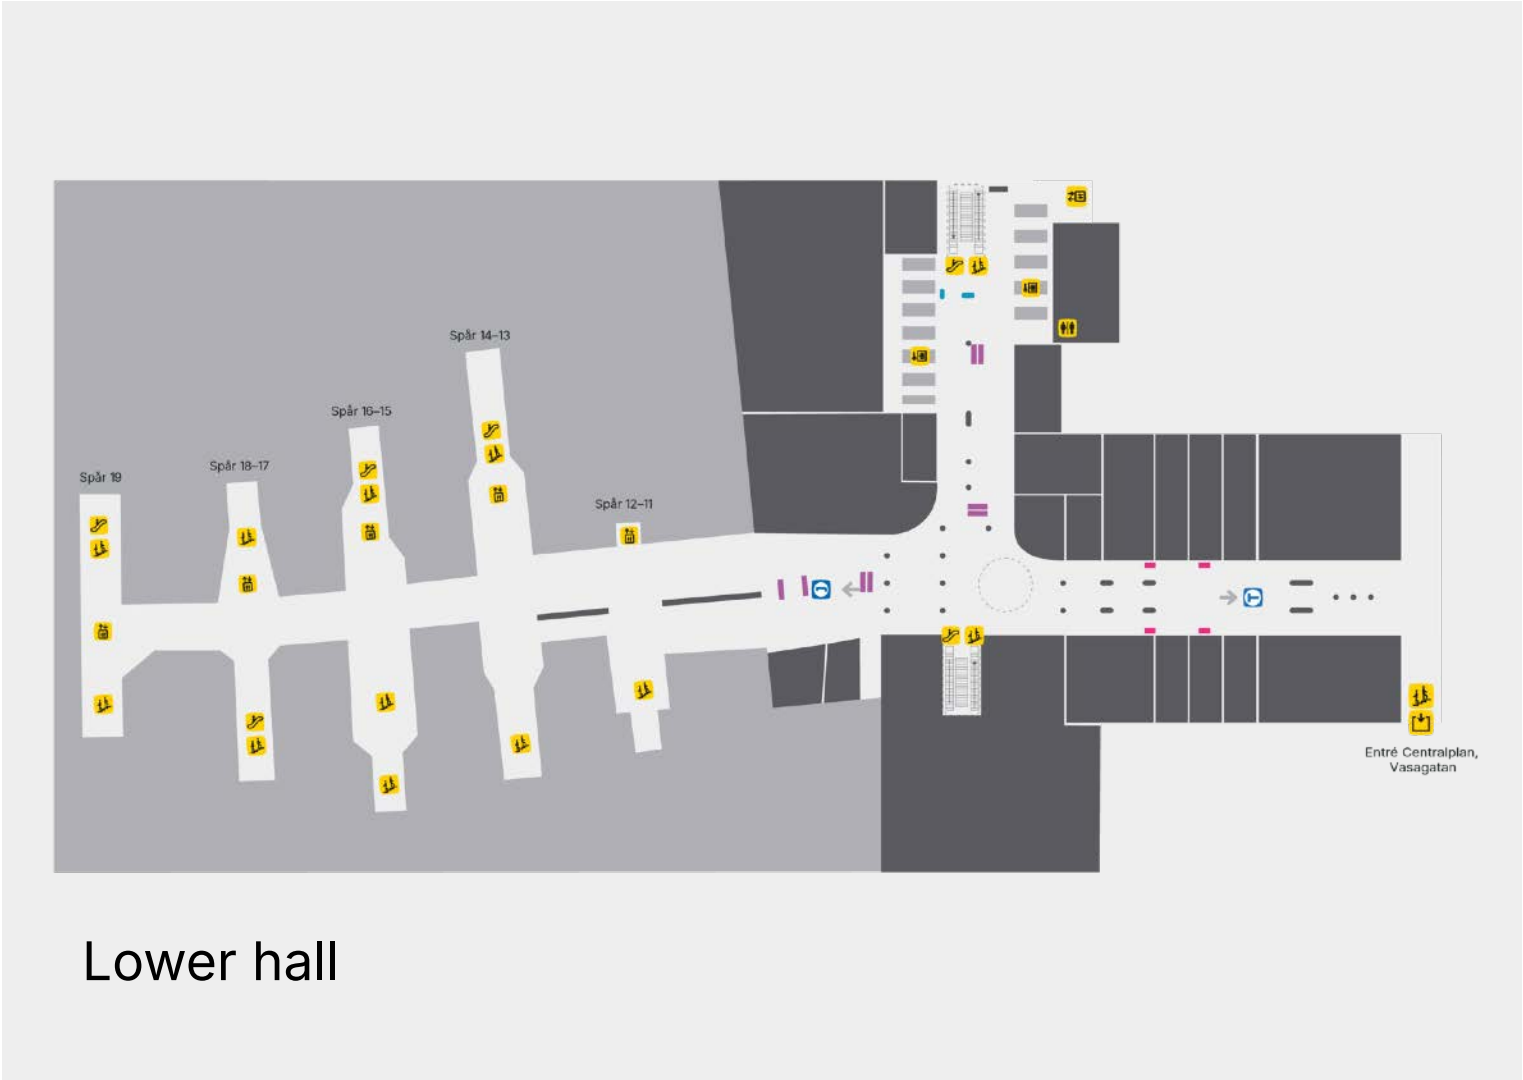 Spår 14–13
Spår 16–15
Spår 18–17
Spår 19
Spår 12–11
Entré Centralplan,
Vasagatan
Lower hall